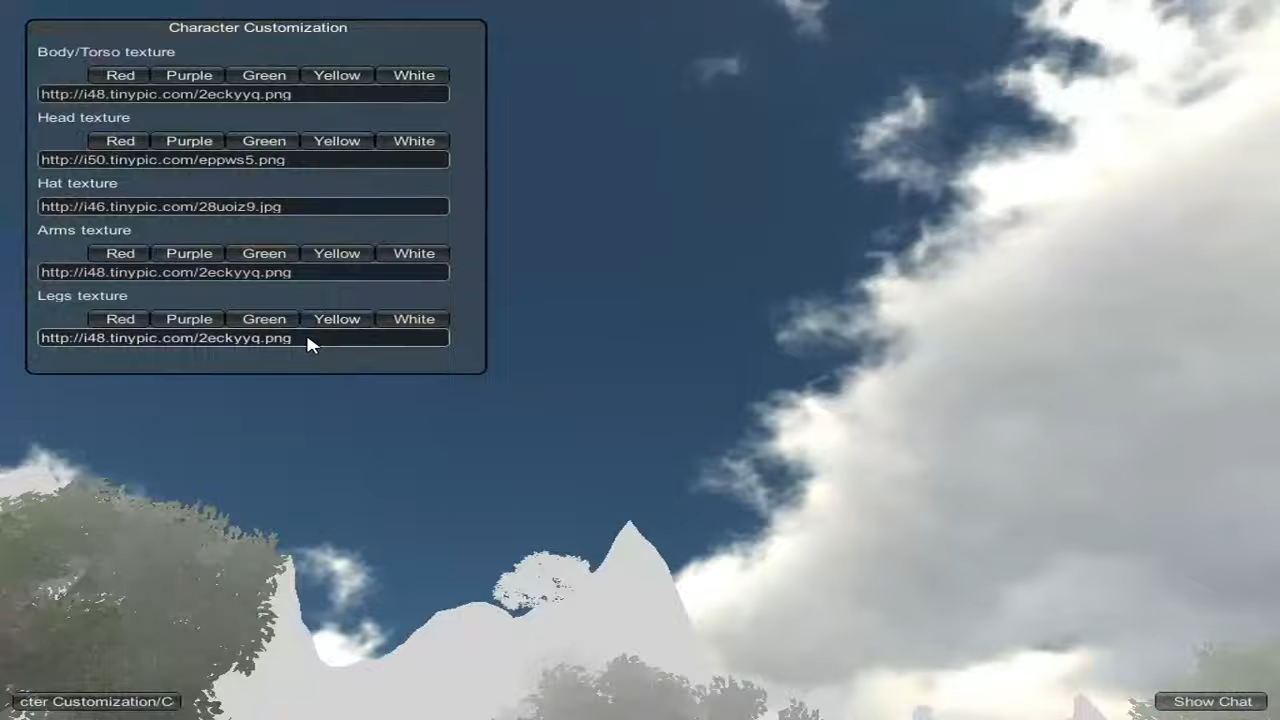 Character Customization
Body/Torso texture
Red Purple Green Yellow White
http://i48.tinypic.com/2eckyyq.png
Head texture
Red Purple Green Yellow White
http://i50.tinypic.com/eppws5.png
Hat texture
http://i46.tinypic.com/28uoiz9.jpg
Arms texture
Red Purple Green Yellow White
http://i48.tinypic.com/2eckyyq.png
Legs texture
Red Purple Green Yellow White
http://i48.tinypic.com/2eckyyq.png
cter Customization/C Show Chat